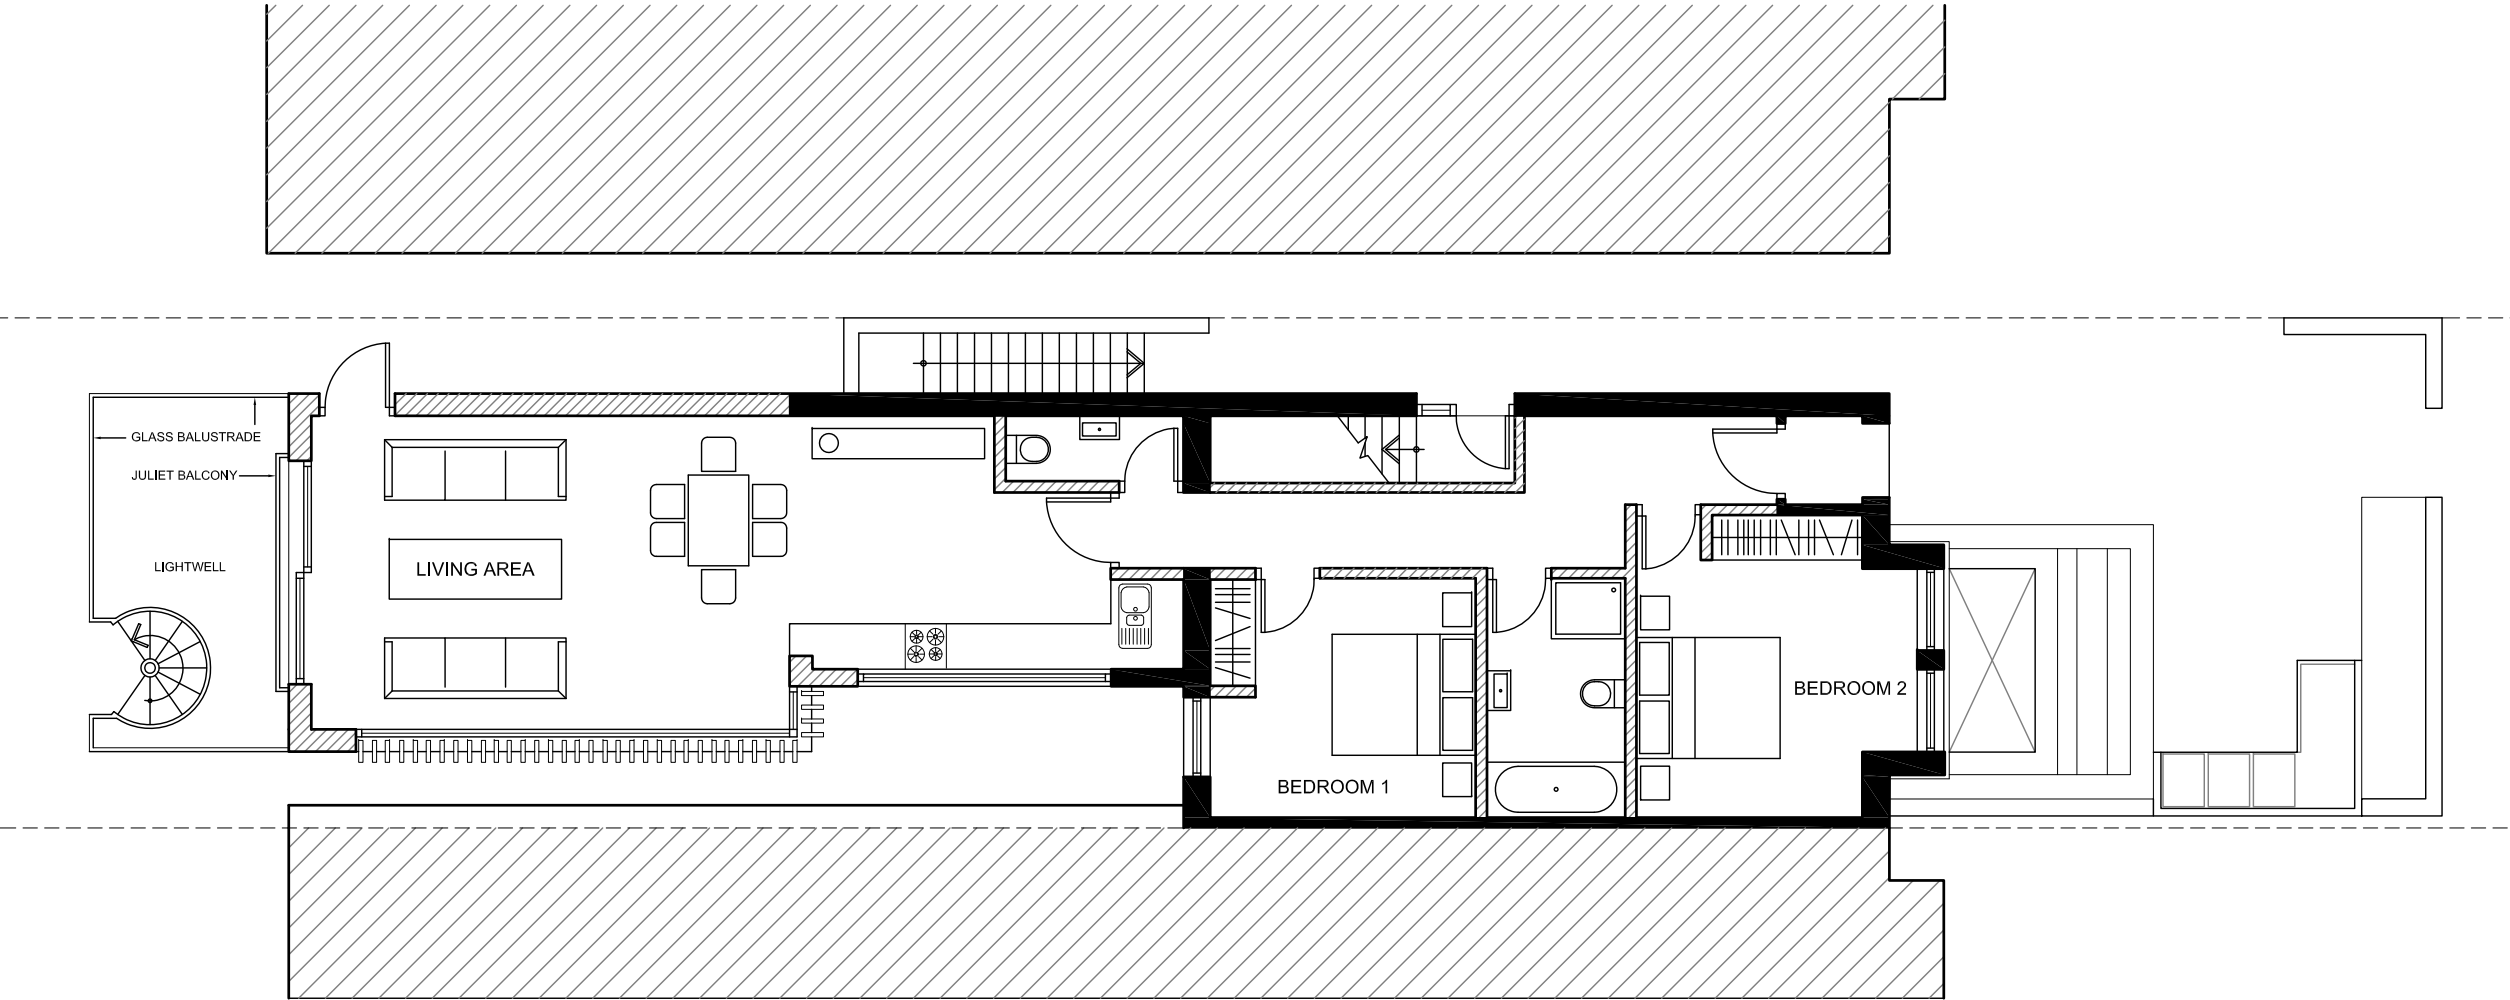 GLASS BALUSTRADE
JULIET BALCONY
LIGHTWELL
LIVING AREA
BEDROOM 1
BEDROOM 2